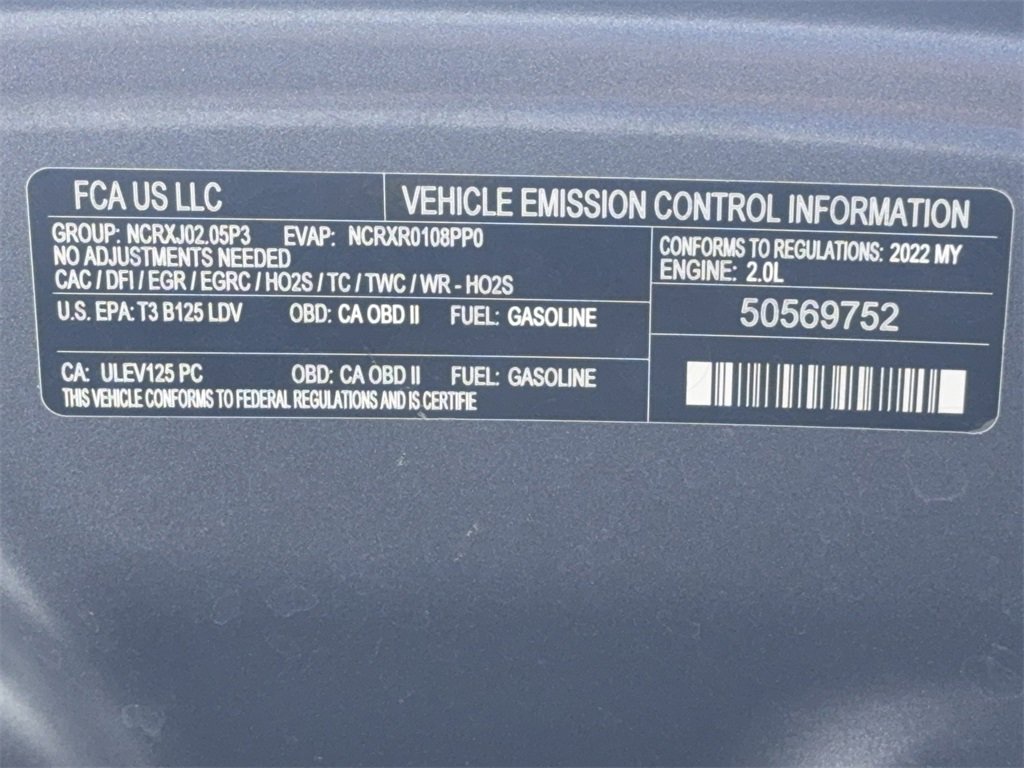 FCA US LLC
VEHICLE EMISSION CONTROL INFORMATION
GROUP: NCRXJ02.05P3 EVAP: NCRXR0108PP0
NO ADJUSTMENTS NEEDED
CAC / DFI / EGR / EGRC / HO2S / TC / TWC / WR - HO2S
CONFORMS TO REGULATIONS: 2022 MY
ENGINE: 2.0L
U.S. EPA: T3 B125 LDV OBD: CA OBD II FUEL: GASOLINE
50569752
CA: ULEV125 PC OBD: CA OBD II FUEL: GASOLINE
THIS VEHICLE CONFORMS TO FEDERAL REGULATIONS AND IS CERTIFIE